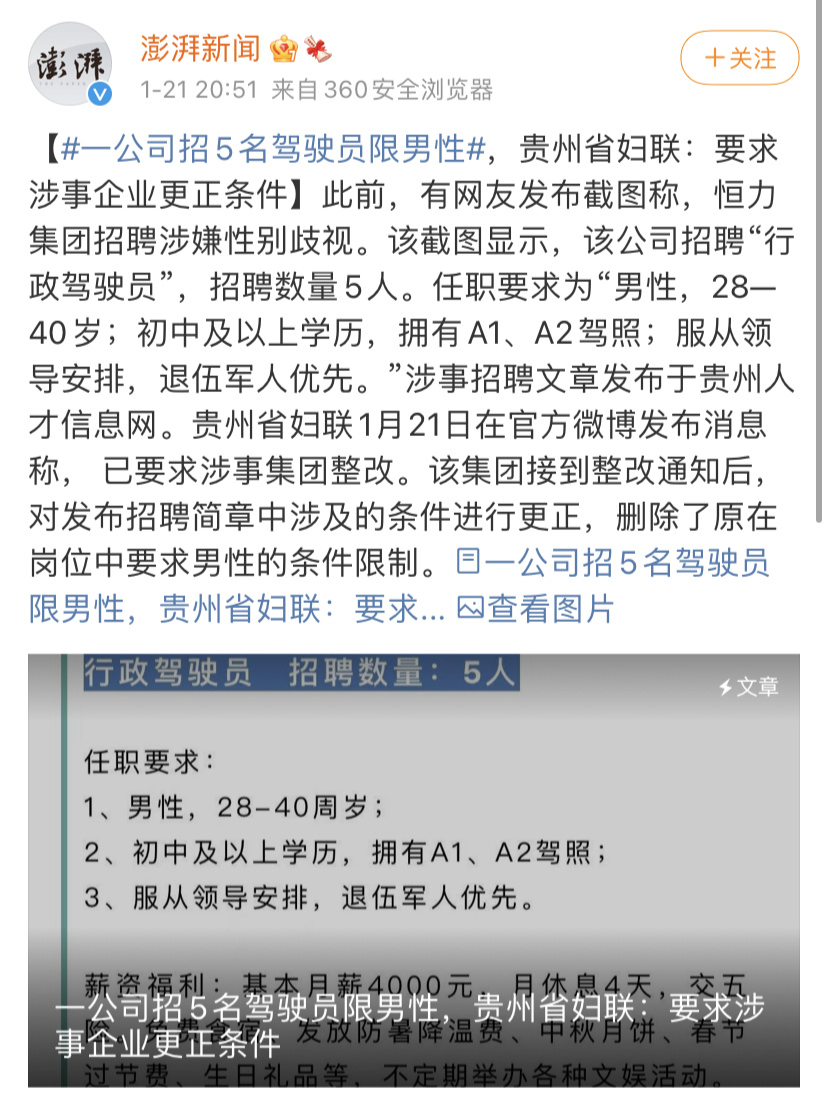 澎湃
澎湃新闻
+关注
1-21 20:51 来自 360 安全浏览器
【#一公司招5名驾驶员限男性#，贵州省妇联：要求
涉事企业更正条件】此前，有网友发布截图称，恒力
集团招聘涉嫌性别歧视。该截图显示，该公司招聘“行
政驾驶员”，招聘数量5人。任职要求为“男性，28—
40岁；初中及以上学历，拥有A1、A2驾照；服从领
导安排，退伍军人优先。”涉事招聘文章发布于贵州人
才信息网。贵州省妇联1月21日在官方微博发布消息
称， 已要求涉事集团整改。该集团接到整改通知后，
对发布招聘简章中涉及的条件进行更正，删除了原在
岗位中要求男性的条件限制。一公司招5名驾驶员
限男性，贵州省妇联：要求... 查看图片
行政驾驶员 招聘数量：5人
文章
任职要求：
1、男性，28-40周岁；
2、初中及以上学历，拥有A1、A2驾照；
3、服从领导安排，退伍军人优先。
薪资福利：基本月薪4000元，月休息4天，交五
一公司招5名驾驶员限男性，贵州省妇联：要求涉
险、免费食宿、发放防暑降温费、中秋月饼、春节
事企业更正条件
过节费、生日礼品等，不定期举办各种文娱活动。